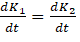 dK₁/dt = dK₂/dt